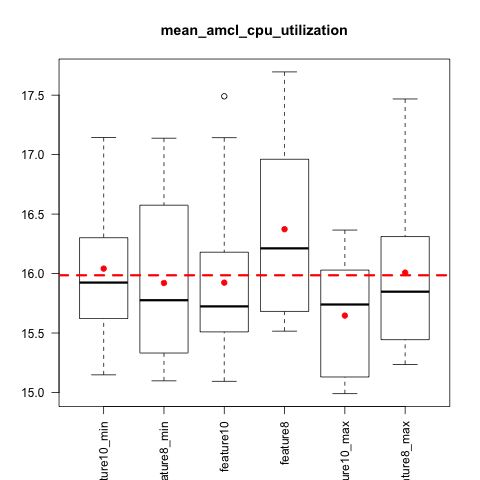 mean_amcl_cpu_utilization
17.5
17.0
16.5
16.0
15.5
15.0
ture10_min
ature8_min
feature10
feature8
ure10_max
ture8_max